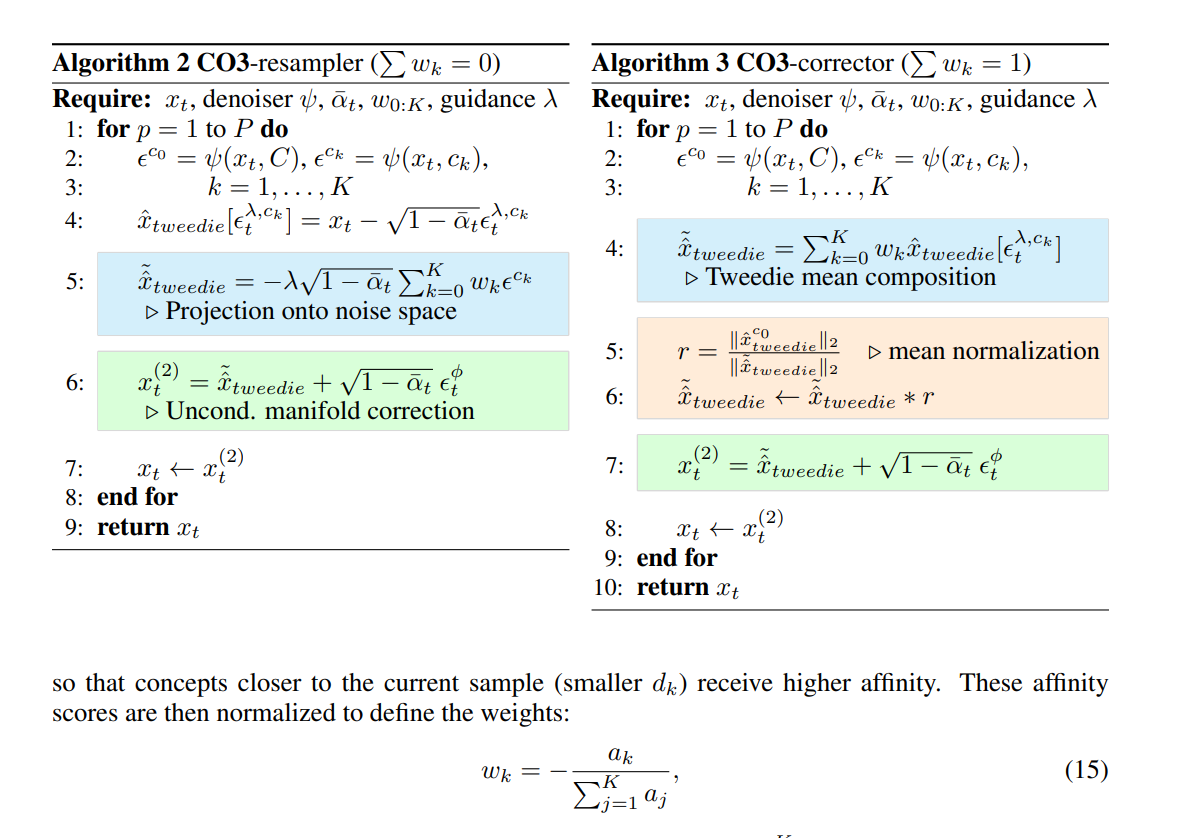 Algorithm 2 CO3-resampler (∑ w_k = 0)
Require: x_t, denoiser ψ, ᾱ_t, w_{0:K}, guidance λ
1: for p = 1 to P do
2: ϵ^{c_0} = ψ(x_t, C), ϵ^{c_k} = ψ(x_t, c_k),
3: k = 1, . . . , K
4: x̂_{tweedie}[ϵ_t^{λ,c_k}] = x_t − √(1 − ᾱ_t) ϵ_t^{λ,c_k}
5: \tilde{x̂}_{tweedie} = −λ√(1 − ᾱ_t) ∑_{k=0}^{K} w_k ϵ^{c_k}
▷ Projection onto noise space
6: x_t^{(2)} = \tilde{x̂}_{tweedie} + √(1 − ᾱ_t) ϵ_t^ϕ
▷ Uncond. manifold correction
7: x_t ← x_t^{(2)}
8: end for
9: return x_t
Algorithm 3 CO3-corrector (∑ w_k = 1)
Require: x_t, denoiser ψ, ᾱ_t, w_{0:K}, guidance λ
1: for p = 1 to P do
2: ϵ^{c_0} = ψ(x_t, C), ϵ^{c_k} = ψ(x_t, c_k),
3: k = 1, . . . , K
4: \tilde{x̂}_{tweedie} = ∑_{k=0}^{K} w_k x̂_{tweedie}[ϵ_t^{λ,c_k}]
▷ Tweedie mean composition
5: r = ‖x̂_{tweedie}^{c_0}‖_2 / ‖\tilde{x̂}_{tweedie}‖_2 ▷ mean normalization
6: \tilde{x̂}_{tweedie} ← \tilde{x̂}_{tweedie} ∗ r
7: x_t^{(2)} = \tilde{x̂}_{tweedie} + √(1 − ᾱ_t) ϵ_t^ϕ
8: x_t ← x_t^{(2)}
9: end for
10: return x_t
so that concepts closer to the current sample (smaller d_k) receive higher affinity. These affinity
scores are then normalized to define the weights:
w_k = − a_k / ∑_{j=1}^{K} a_j, (15)